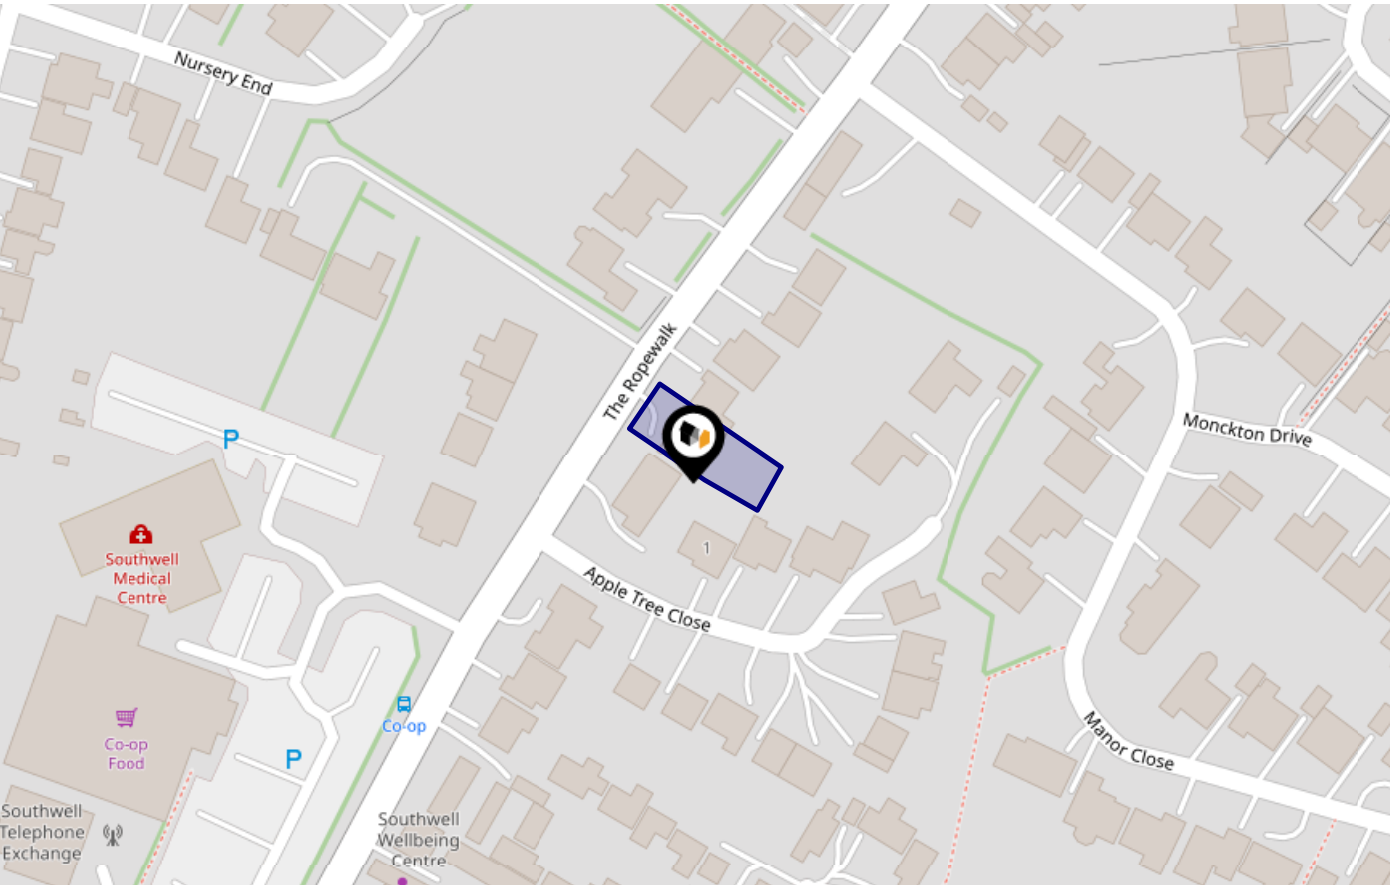 Nursery End
The Ropewalk
Monckton Drive
P
Southwell
Medical
Centre
1
Apple Tree Close
Co-op
Co-op
Food
P
Manor Close
Southwell
Telephone
Exchange
Southwell
Wellbeing
Centre